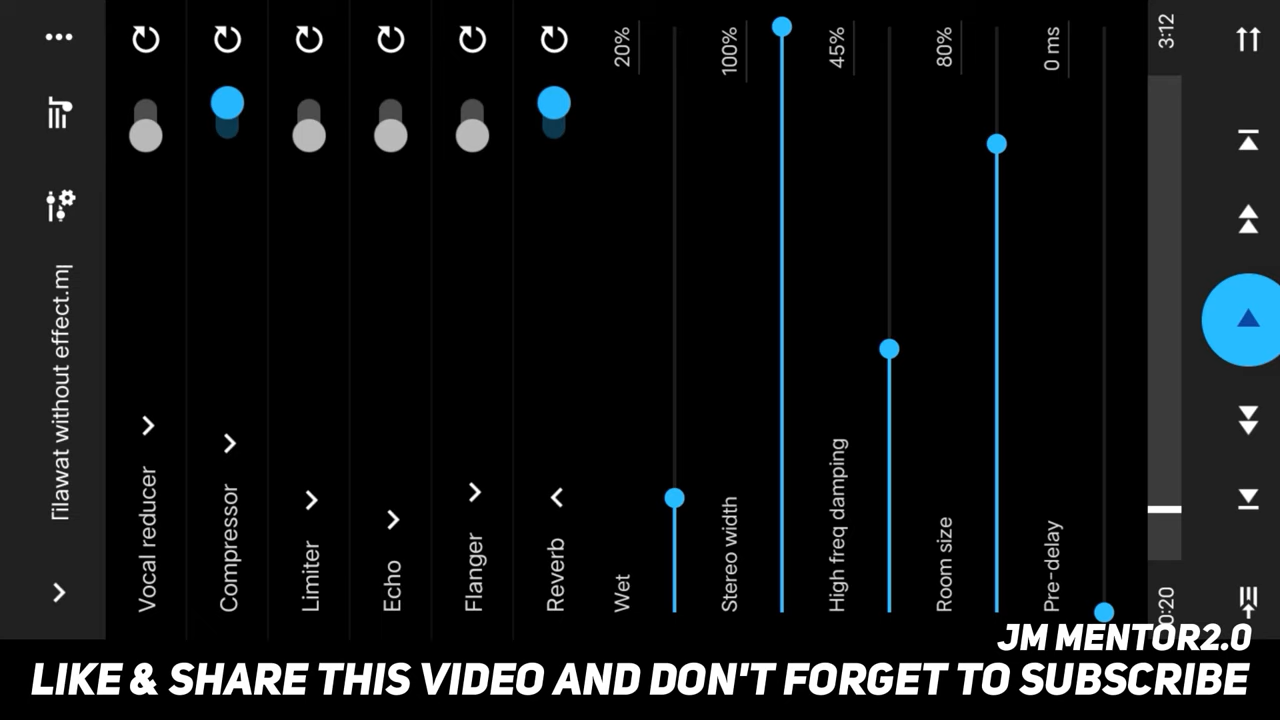 Tilawat without effect.m
Vocal reducer
Compressor
Limiter
Echo
Flanger
Reverb
Wet 20%
Stereo width 100%
High freq damping 45%
Room size 80%
Pre-delay 0 ms
0:20 3:12
JM MENTOR2.0
LIKE & SHARE THIS VIDEO AND DON'T FORGET TO SUBSCRIBE